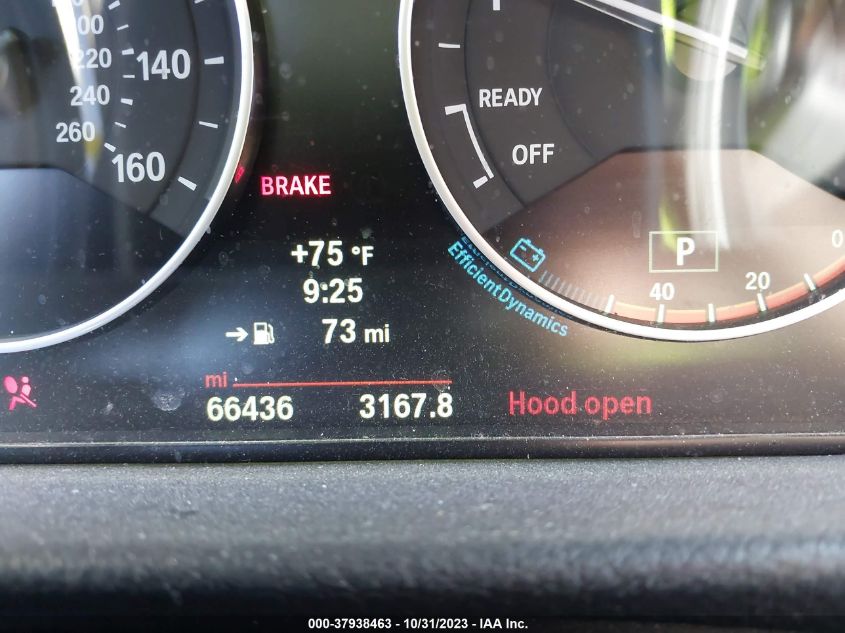 220
240
260
140
160
READY
OFF
BRAKE
+75 °F
9:25
73 mi
P
EfficientDynamics
40
20
0
mi
66436 3167.8
Hood open
000-37938463 - 10/31/2023 - IAA Inc.